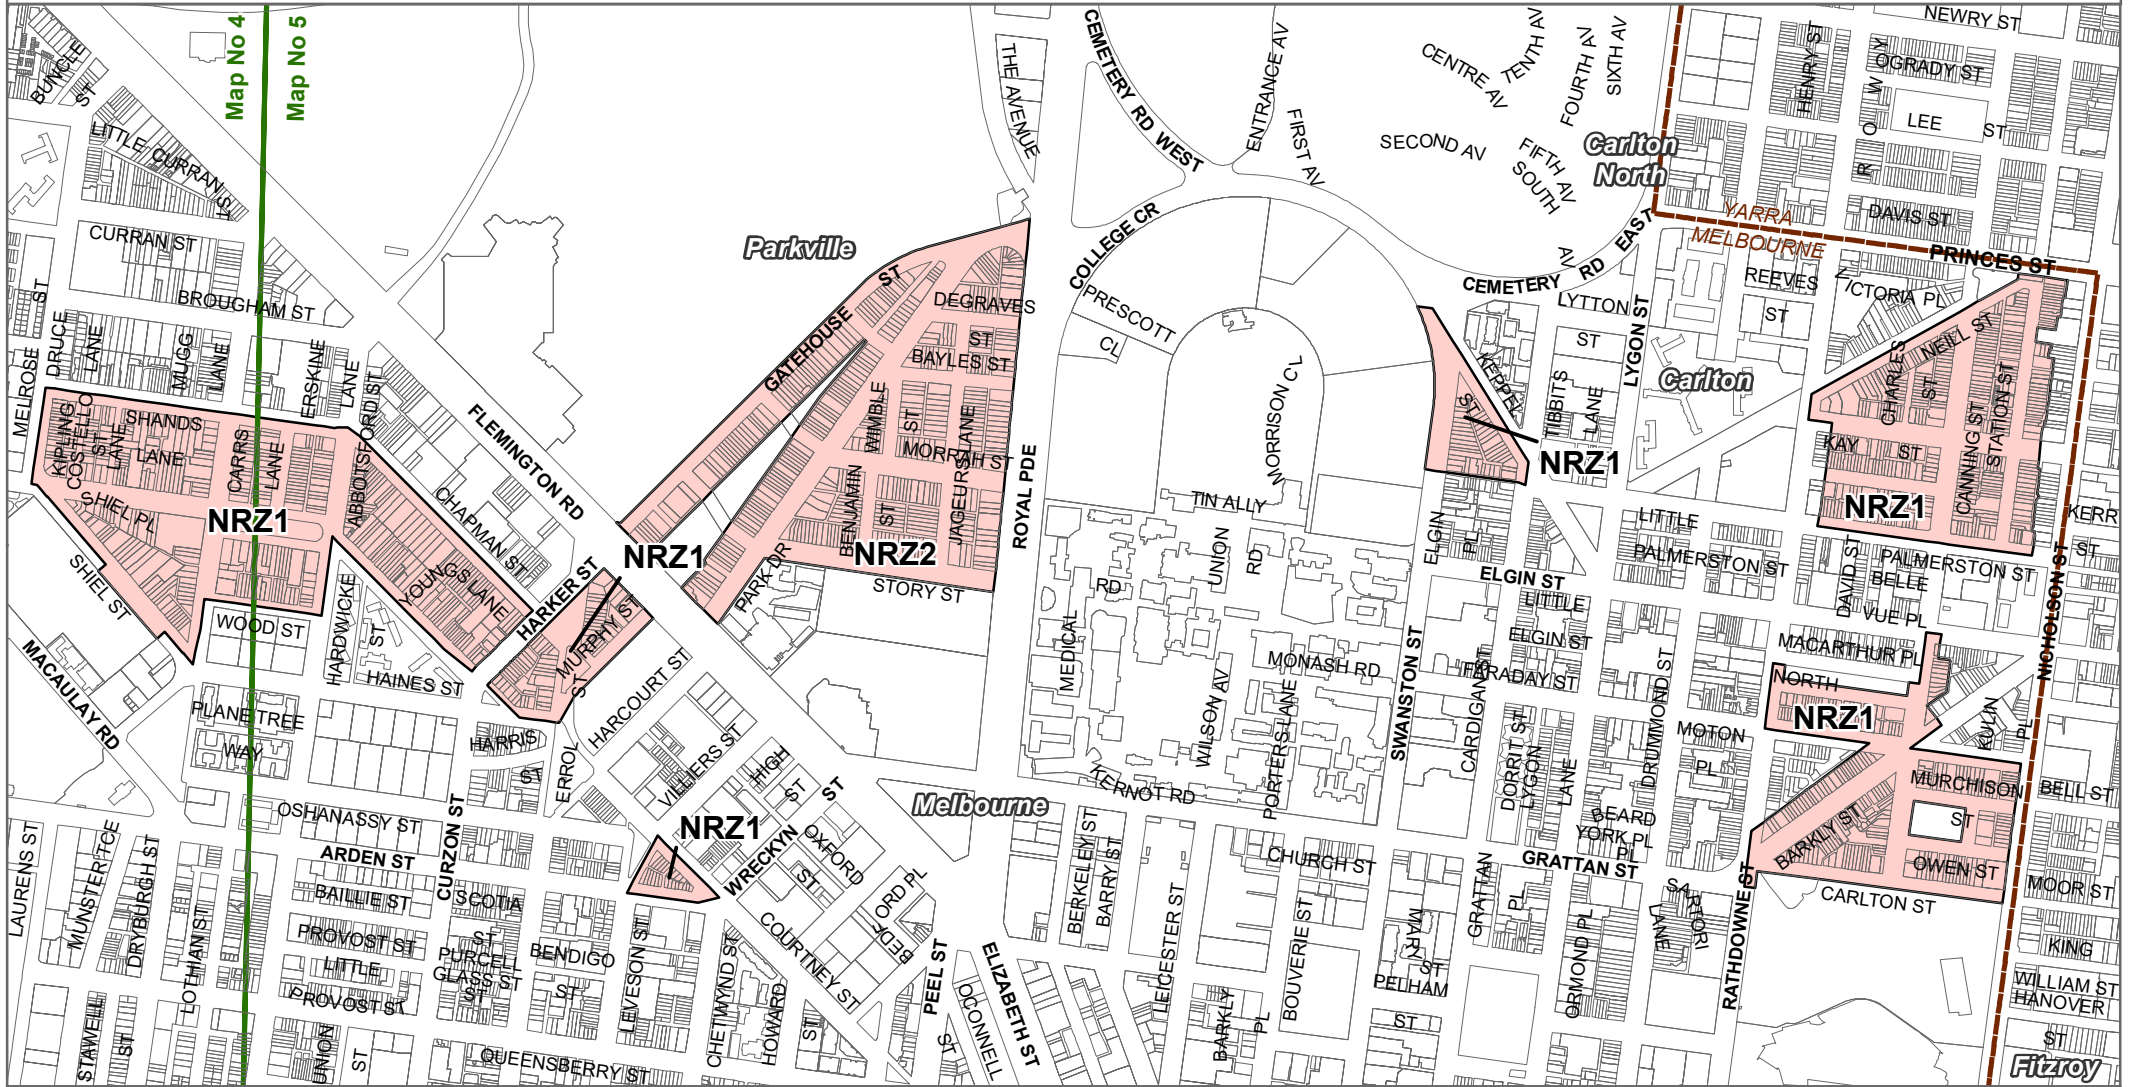 Map No 4
Map No 5
BUNCLE
ST
LITTLE CURRAN ST
CURRAN ST
BROUGHAM ST
ST
MELROSE
DRUCE
LANE
MUGG
LANE
ERSKINE
LANE
ABBOTSFORD ST
KIPLING
ST
COSTELLO
LANE
SHANDS
LANE
CARRS
LANE
SHIEL PL
NRZ1
SHIEL ST
MACAULAY RD
WOOD ST
HARDWICKE
ST
HAINES ST
PLANE TREE
WAY
YOUNGS LANE
CHAPMAN ST
FLEMINGTON RD
HARKER ST
MURPHY ST
NRZ1
HARCOURT ST
HARRIS
ST
ERROL
ST
VILLIERS ST
HIGH
ST
WRECKYN ST
OXFORD
ST
BEDFORD PL
COURTNEY ST
NRZ1
OSHANASSY ST
ARDEN ST
CURZON ST
BAILLIE ST
PROVOST ST
LITTLE
PROVOST ST
SCOTIA
ST
PURCELL
GLASS ST
ST
BENDIGO
ST
LEVESON ST
CHETWYND ST
HOWARD
ST
QUEENSBERRY ST
UNION
ST
LAURENS ST
MUNSTER TCE
DRYBURGH ST
LOTHIAN ST
STAWELL
ST
Parkville
GATEHOUSE ST
DEGRAVES
ST
BAYLES ST
WIMBLE
ST
MORRAH ST
JAGEURS LANE
BENJAMIN
ST
NRZ2
STORY ST
PARK DR
ROYAL PDE
THE AVENUE
CEMETERY RD WEST
COLLEGE CR
PRESCOTT
CL
MORRISON CL
TIN ALLY
UNION
RD
RD
MEDICAL
MONASH RD
WILSON AV
PORTERS LANE
KERNOT RD
Melbourne
ENTRANCE AV
FIRST AV
SECOND AV
CENTRE AV
TENTH AV
FOURTH AV
SIXTH AV
FIFTH AV
SOUTH
AV
CEMETERY RD EAST
Carlton
North
YARRA
MELBOURNE
PRINCES ST
NEWRY ST
OGRADY ST
HENRY ST
ROWY
LEE ST
DAVIS ST
LYTTON
ST
LYGON ST
KEPPEL
ST
TIBBITS
LANE
NRZ1
Carlton
REEVES
ST
N
VICTORIA PL
NEILL ST
CHARLES
ST
KAY ST
CANNING ST
STATION ST
NRZ1
KERR
ST
NICHOLSON ST
ELGIN
PL
ELGIN ST
LITTLE
PALMERSTON ST
PALMERSTON ST
DAVID ST
BELLE
VUE PL
MACARTHUR PL
NORTH
NRZ1
KULIN
PL
LITTLE
ELGIN ST
FARADAY ST
SWANSTON ST
CARDIGAN ST
DORRIT ST
LYGON
LANE
DRUMMOND ST
MOTON
PL
BEARD
YORK PL
PL
GRATTAN ST
MURCHISON
ST
BARKLY ST
OWEN ST
CARLTON ST
RATHDOWNE ST
BELL ST
MOOR ST
KING
WILLIAM ST
HANOVER
ST
Fitzroy
SARTORI
LANE
ORMOND PL
GRATTAN
PL
MARY
ST
PELHAM
ST
CHURCH ST
BOUVERIE ST
LEICESTER ST
BARKLY
PL
BERKELEY ST
BARRY ST
ELIZABETH ST
PEEL ST
OCONNELL
ST